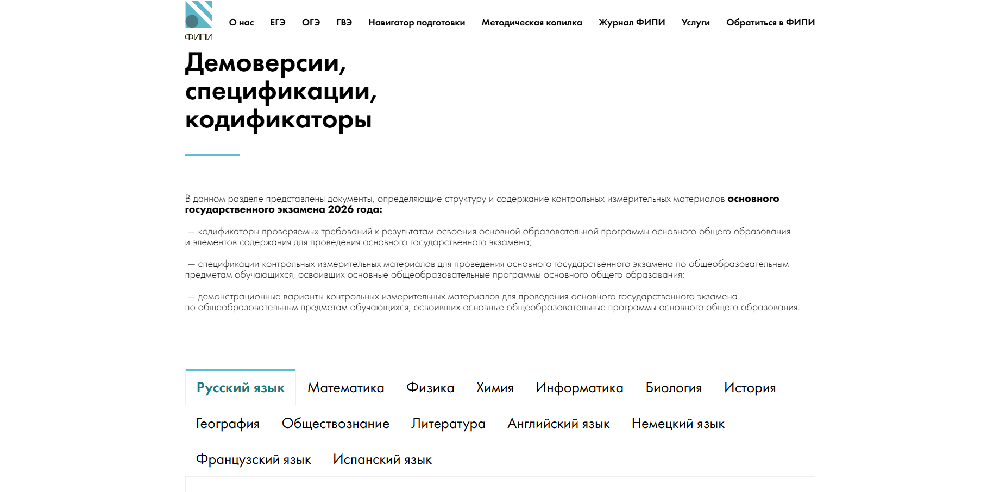 ФИПИ
О нас ЕГЭ ОГЭ ГВЭ Навигатор подготовки Методическая копилка Журнал ФИПИ Услуги Обратиться в ФИПИ
Демоверсии,
спецификации,
кодификаторы
В данном разделе представлены документы, определяющие структуру и содержание контрольных измерительных материалов основного
государственного экзамена 2026 года:
— кодификаторы проверяемых требований к результатам освоения основной образовательной программы основного общего образования
и элементов содержания для проведения основного государственного экзамена;
— спецификации контрольных измерительных материалов для проведения основного государственного экзамена по общеобразовательным
предметам обучающихся, освоивших основные общеобразовательные программы основного общего образования;
— демонстрационные варианты контрольных измерительных материалов для проведения основного государственного экзамена
по общеобразовательным предметам обучающихся, освоивших основные общеобразовательные программы основного общего образования.
Русский язык Математика Физика Химия Информатика Биология История
География Обществознание Литература Английский язык Немецкий язык
Французский язык Испанский язык